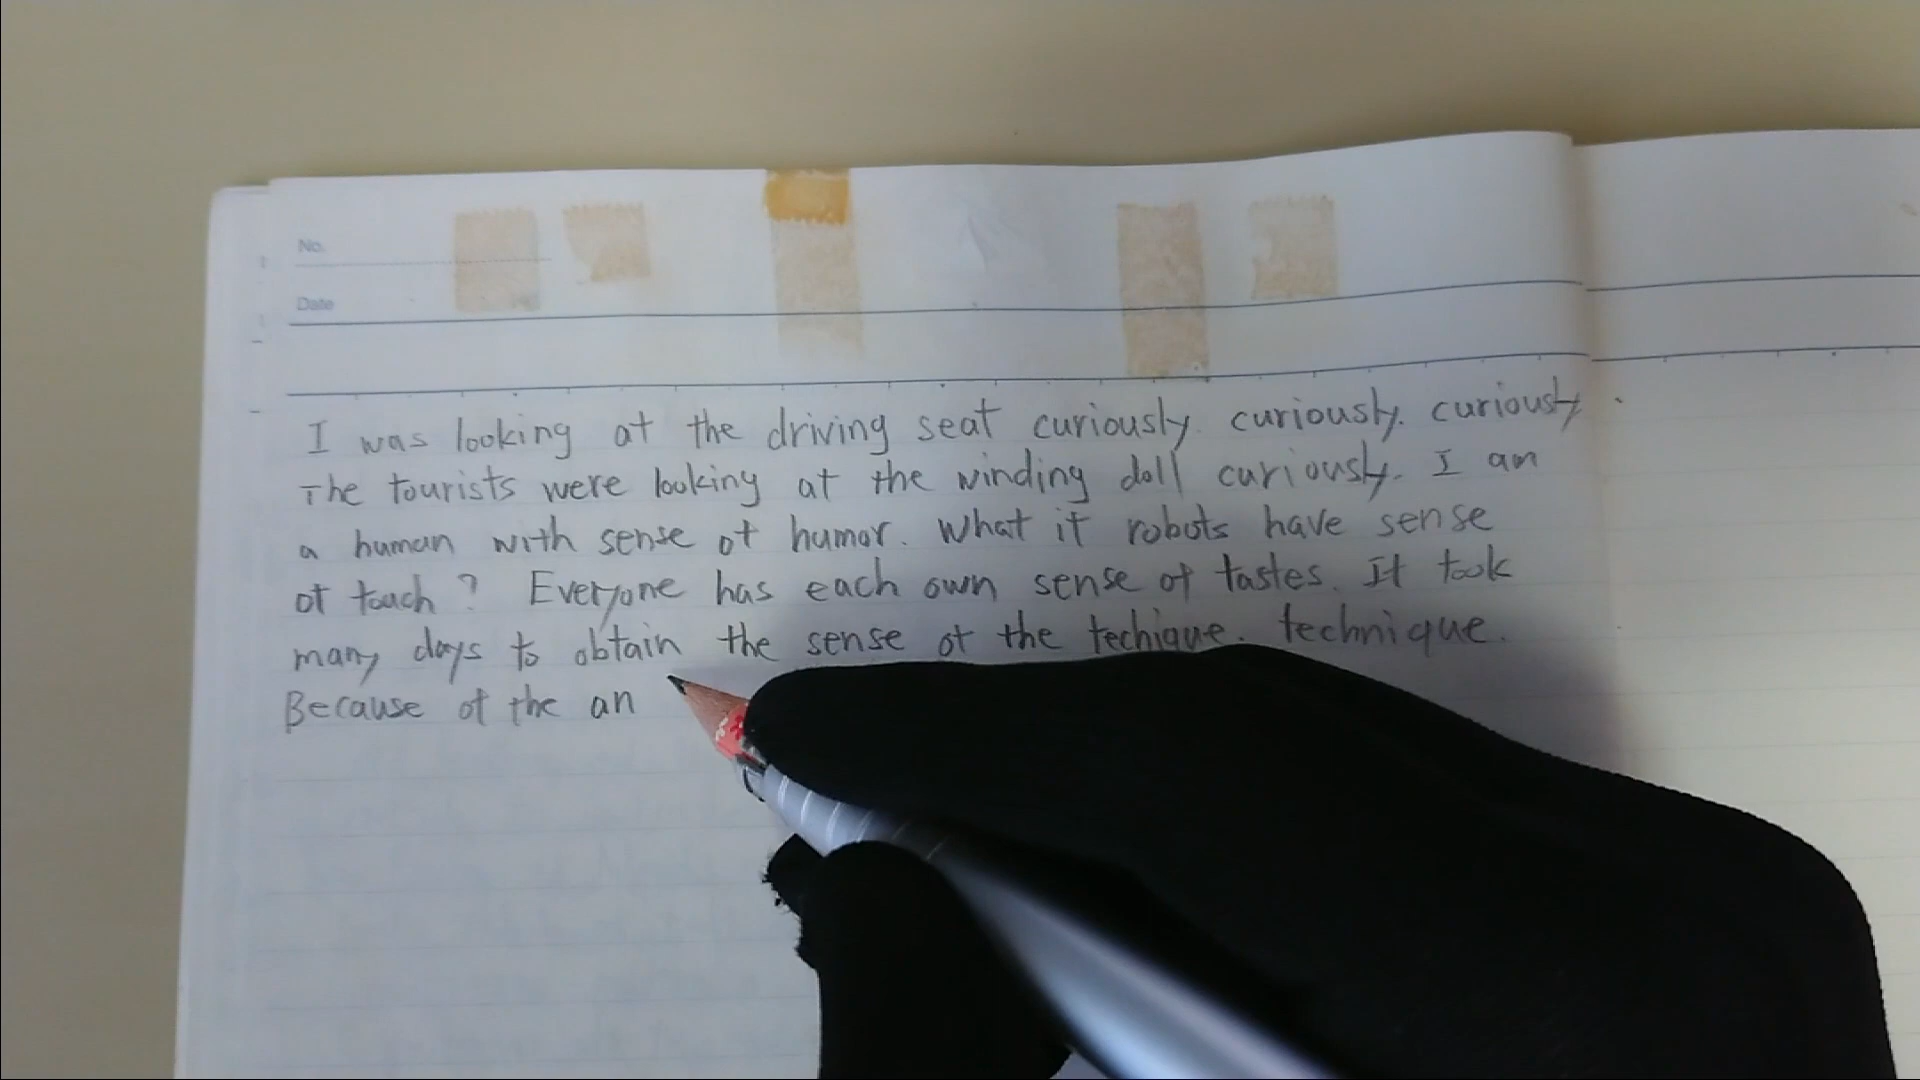 No.
Date
I was looking at the driving seat curiously. curiously. curiously.
The tourists were looking at the winding doll curiously. I an
a human with sense of humor. What if robots have sense
of touch? Everyone has each own sense of tastes. It took
many days to obtain the sense of the techique. technique.
Because of the an